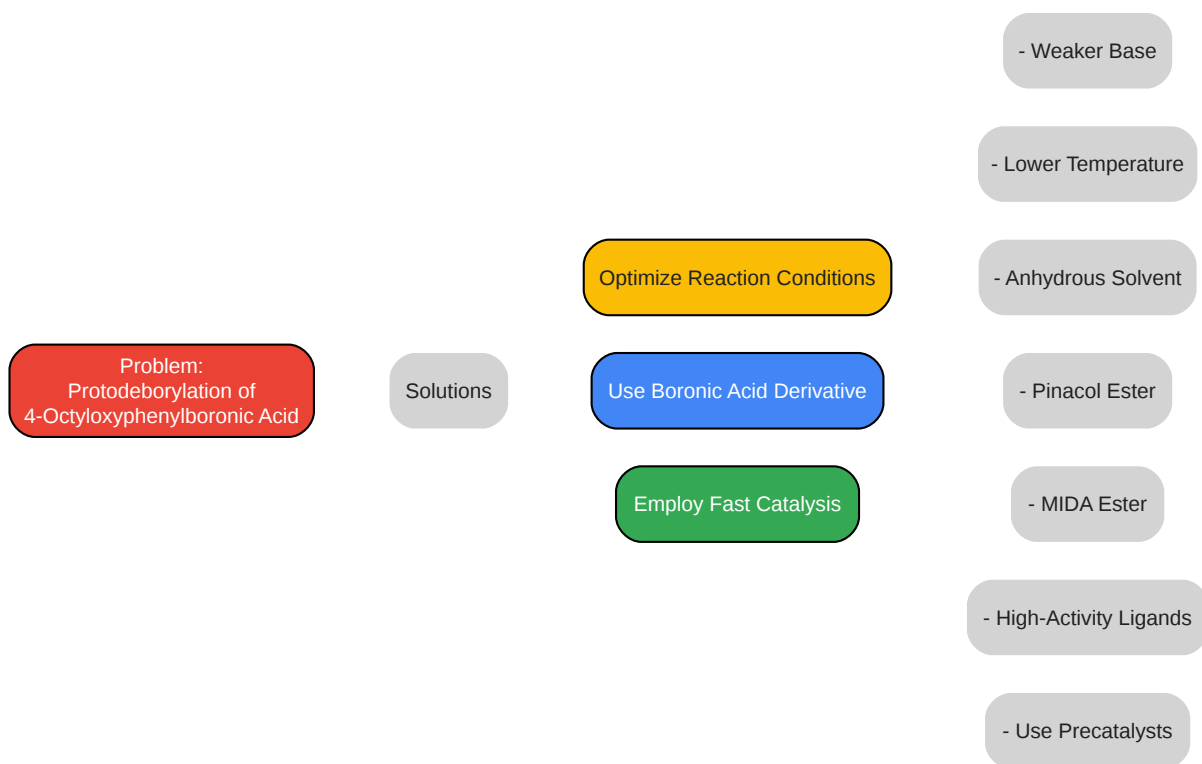 Problem:
Protodeborylation of
4-Octyloxyphenylboronic Acid
Solutions
Optimize Reaction Conditions
Use Boronic Acid Derivative
Employ Fast Catalysis
- Weaker Base
- Lower Temperature
- Anhydrous Solvent
- Pinacol Ester
- MIDA Ester
- High-Activity Ligands
- Use Precatalysts